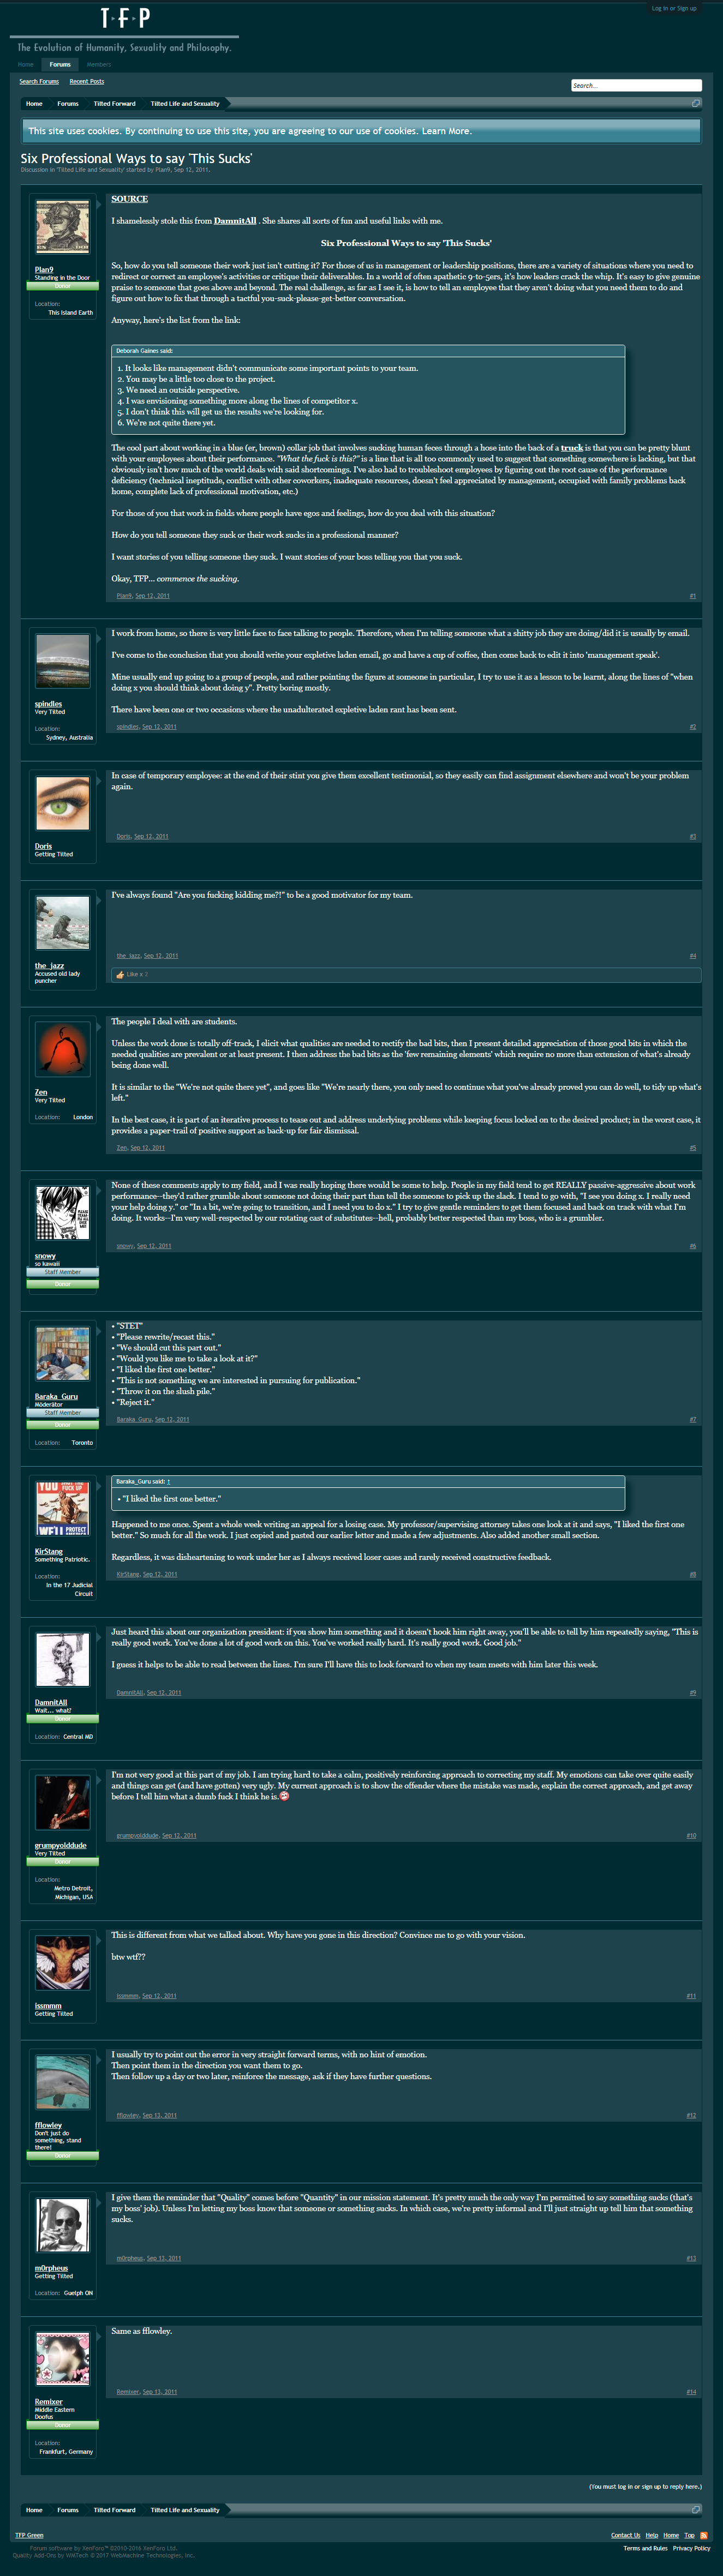 Log in or Sign up
T·F·P
The Evolution of Humanity, Sexuality and Philosophy.
Home Forums Members
Search Forums Recent Posts
Search...
Home Forums Tilted Forward Tilted Life and Sexuality
This site uses cookies. By continuing to use this site, you are agreeing to our use of cookies. Learn More.
Six Professional Ways to say 'This Sucks'
Discussion in 'Tilted Life and Sexuality' started by Plan9, Sep 12, 2011.
Plan9
Standing in the Door
Donor
Location:
This Island Earth
SOURCE
I shamelessly stole this from DamnitAll . She shares all sorts of fun and useful links with me.
Six Professional Ways to say 'This Sucks'
So, how do you tell someone their work just isn't cutting it? For those of us in management or leadership positions, there are a variety of situations where you need to
redirect or correct an employee's activities or critique their deliverables. In a world of often apathetic 9-to-5ers, it's how leaders crack the whip. It's easy to give genuine
praise to someone that goes above and beyond. The real challenge, as far as I see it, is how to tell an employee that they aren't doing what you need them to do and
figure out how to fix that through a tactful you-suck-please-get-better conversation.
Anyway, here's the list from the link:
Deborah Gaines said:
1. It looks like management didn't communicate some important points to your team.
2. You may be a little too close to the project.
3. We need an outside perspective.
4. I was envisioning something more along the lines of competitor x.
5. I don't think this will get us the results we're looking for.
6. We're not quite there yet.
The cool part about working in a blue (er, brown) collar job that involves sucking human feces through a hose into the back of a truck is that you can be pretty blunt
with your employees about their performance. "What the fuck is this?" is a line that is all too commonly used to suggest that something somewhere is lacking, but that
obviously isn't how much of the world deals with said shortcomings. I've also had to troubleshoot employees by figuring out the root cause of the performance
deficiency (technical ineptitude, conflict with other coworkers, inadequate resources, doesn't feel appreciated by management, occupied with family problems back
home, complete lack of professional motivation, etc.)
For those of you that work in fields where people have egos and feelings, how do you deal with this situation?
How do you tell someone they suck or their work sucks in a professional manner?
I want stories of you telling someone they suck. I want stories of your boss telling you that you suck.
Okay, TFP... commence the sucking.
Plan9, Sep 12, 2011 #1
spindles
Very Tilted
Location:
Sydney, Australia
I work from home, so there is very little face to face talking to people. Therefore, when I'm telling someone what a shitty job they are doing/did it is usually by email.
I've come to the conclusion that you should write your expletive laden email, go and have a cup of coffee, then come back to edit it into 'management speak'.
Mine usually end up going to a group of people, and rather pointing the figure at someone in particular, I try to use it as a lesson to be learnt, along the lines of "when
doing x you should think about doing y". Pretty boring mostly.
There have been one or two occasions where the unadulterated expletive laden rant has been sent.
spindles, Sep 12, 2011 #2
Doris
Getting Tilted
In case of temporary employee: at the end of their stint you give them excellent testimonial, so they easily can find assignment elsewhere and won't be your problem
again.
Doris, Sep 12, 2011 #3
the_jazz
Accused old lady
puncher
I've always found "Are you fucking kidding me?!" to be a good motivator for my team.
the_jazz, Sep 12, 2011 #4
Like x 2
Zen
Very Tilted
Location: London
The people I deal with are students.
Unless the work done is totally off-track, I elicit what qualities are needed to rectify the bad bits, then I present detailed appreciation of those good bits in which the
needed qualities are prevalent or at least present. I then address the bad bits as the 'few remaining elements' which require no more than extension of what's already
being done well.
It is similar to the "We're not quite there yet", and goes like "We're nearly there, you only need to continue what you've already proved you can do well, to tidy up what's
left."
In the best case, it is part of an iterative process to tease out and address underlying problems while keeping focus locked on to the desired product; in the worst case, it
provides a paper-trail of positive support as back-up for fair dismissal.
Zen, Sep 12, 2011 #5
snowy
so kawaii
Staff Member
Donor
None of these comments apply to my field, and I was really hoping there would be some to help. People in my field tend to get REALLY passive-aggressive about work
performance--they'd rather grumble about someone not doing their part than tell the someone to pick up the slack. I tend to go with, "I see you doing x. I really need
your help doing y." or "In a bit, we're going to transition, and I need you to do x." I try to give gentle reminders to get them focused and back on track with what I'm
doing. It works--I'm very well-respected by our rotating cast of substitutes--hell, probably better respected than my boss, who is a grumbler.
snowy, Sep 12, 2011 #6
Baraka_Guru
Möderätor
Staff Member
Donor
Location: Toronto
• "STET"
• "Please rewrite/recast this."
• "We should cut this part out."
• "Would you like me to take a look at it?"
• "I liked the first one better."
• "This is not something we are interested in pursuing for publication."
• "Throw it on the slush pile."
• "Reject it."
Baraka_Guru, Sep 12, 2011 #7
KirStang
Something Patriotic.
Location:
In the 17 Judicial
Circuit
Baraka_Guru said: ↑
• "I liked the first one better."
Happened to me once. Spent a whole week writing an appeal for a losing case. My professor/supervising attorney takes one look at it and says, "I liked the first one
better." So much for all the work. I just copied and pasted our earlier letter and made a few adjustments. Also added another small section.
Regardless, it was disheartening to work under her as I always received loser cases and rarely received constructive feedback.
KirStang, Sep 12, 2011 #8
DamnitAll
Wait... what?
Donor
Location: Central MD
Just heard this about our organization president: if you show him something and it doesn't hook him right away, you'll be able to tell by him repeatedly saying, "This is
really good work. You've done a lot of good work on this. You've worked really hard. It's really good work. Good job."
I guess it helps to be able to read between the lines. I'm sure I'll have this to look forward to when my team meets with him later this week.
DamnitAll, Sep 12, 2011 #9
grumpyolddude
Very Tilted
Donor
Location:
Metro Detroit,
Michigan, USA
I'm not very good at this part of my job. I am trying hard to take a calm, positively reinforcing approach to correcting my staff. My emotions can take over quite easily
and things can get (and have gotten) very ugly. My current approach is to show the offender where the mistake was made, explain the correct approach, and get away
before I tell him what a dumb fuck I think he is.
grumpyolddude, Sep 12, 2011 #10
issmmm
Getting Tilted
This is different from what we talked about. Why have you gone in this direction? Convince me to go with your vision.
btw wtf??
issmmm, Sep 12, 2011 #11
fflowley
Don't just do
something, stand
there!
Donor
I usually try to point out the error in very straight forward terms, with no hint of emotion.
Then point them in the direction you want them to go.
Then follow up a day or two later, reinforce the message, ask if they have further questions.
fflowley, Sep 13, 2011 #12
m0rpheus
Getting Tilted
Location: Guelph ON
I give them the reminder that "Quality" comes before "Quantity" in our mission statement. It's pretty much the only way I'm permitted to say something sucks (that's
my boss' job). Unless I'm letting my boss know that someone or something sucks. In which case, we're pretty informal and I'll just straight up tell him that something
sucks.
m0rpheus, Sep 13, 2011 #13
Remixer
Middle Eastern
Doofus
Donor
Location:
Frankfurt, Germany
Same as fflowley.
Remixer, Sep 13, 2011 #14
(You must log in or sign up to reply here.)
Home Forums Tilted Forward Tilted Life and Sexuality
TFP Green
Contact Us Help Home Top
Forum software by XenForo™ ©2010-2016 XenForo Ltd.
Quality Add-Ons by WMTech © 2017 WebMachine Technologies, Inc.
Terms and Rules Privacy Policy